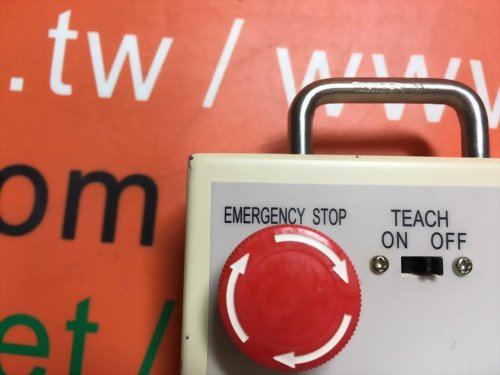 .tw / www
om
et /
EMERGENCY STOP
TEACH
ON OFF